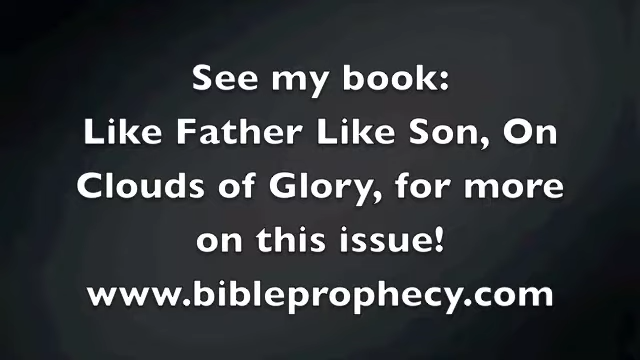 See my book:
Like Father Like Son, On
Clouds of Glory, for more
on this issue!
www.bibleprophecy.com